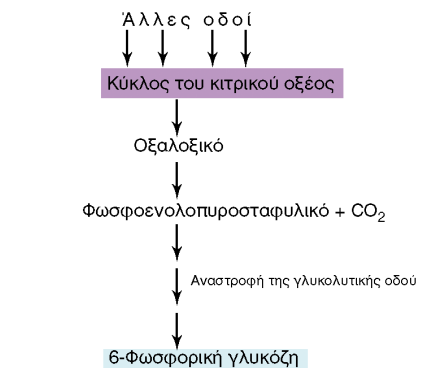 Άλλες οδοί
Κύκλος του κιτρικού οξέος
Οξαλοξικό
Φωσφοενολοπυροσταφυλικό + CO₂
Αναστροφή της γλυκολυτικής οδού
6-Φωσφορική γλυκόζη